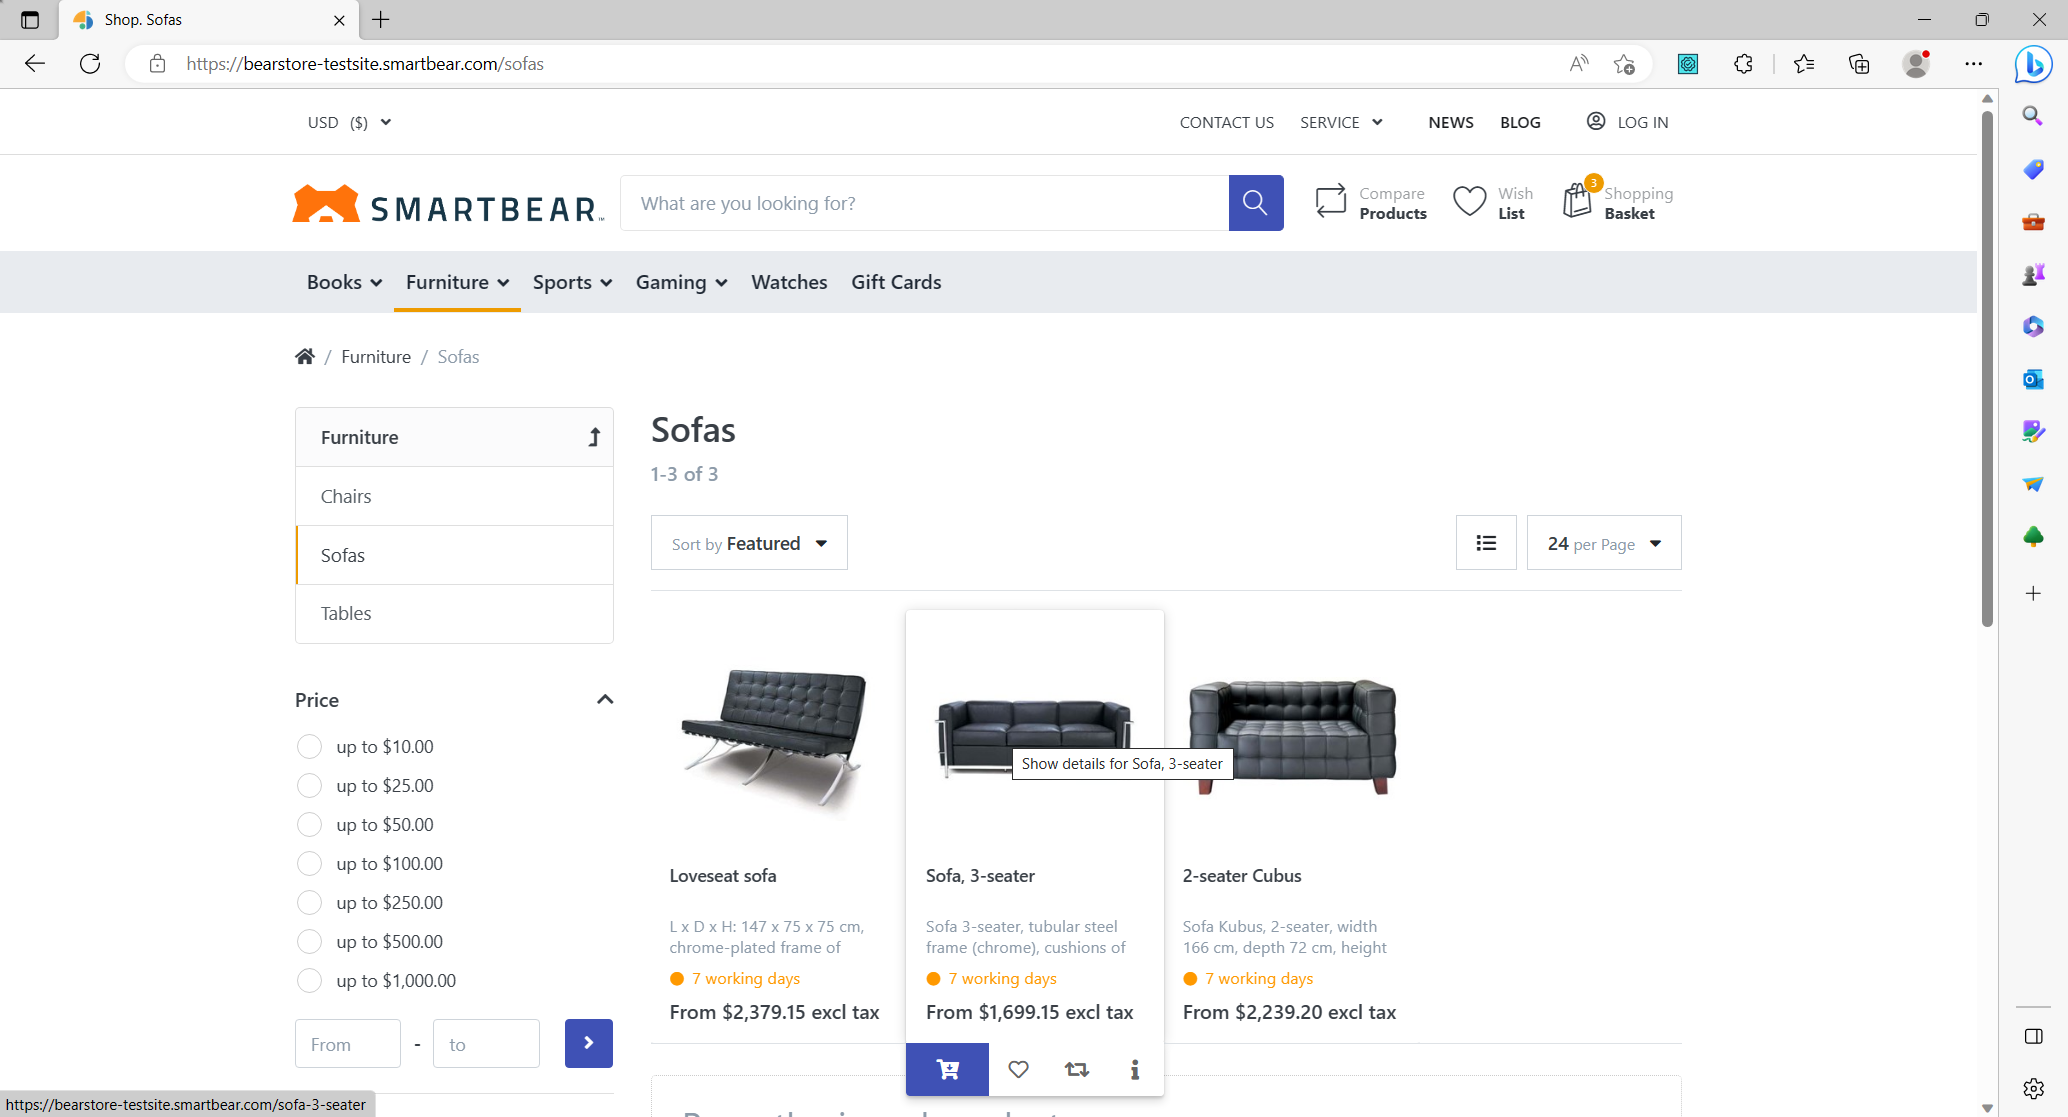 Shop. Sofas
https://bearstore-testsite.smartbear.com/sofas
USD ($)
CONTACT US SERVICE NEWS BLOG LOG IN
SMARTBEAR
What are you looking for?
Compare
Products
Wish
List
3
Shopping
Basket
Books Furniture Sports Gaming Watches Gift Cards
/ Furniture / Sofas
Furniture
Chairs
Sofas
Tables
Price
up to $10.00
up to $25.00
up to $50.00
up to $100.00
up to $250.00
up to $500.00
up to $1,000.00
From - to
Sofas
1-3 of 3
Sort by Featured
24 per Page
Show details for Sofa, 3-seater
Loveseat sofa
L x D x H: 147 x 75 x 75 cm,
chrome-plated frame of
7 working days
From $2,379.15 excl tax
Sofa, 3-seater
Sofa 3-seater, tubular steel
frame (chrome), cushions of
7 working days
From $1,699.15 excl tax
2-seater Cubus
Sofa Kubus, 2-seater, width
166 cm, depth 72 cm, height
7 working days
From $2,239.20 excl tax
https://bearstore-testsite.smartbear.com/sofa-3-seater